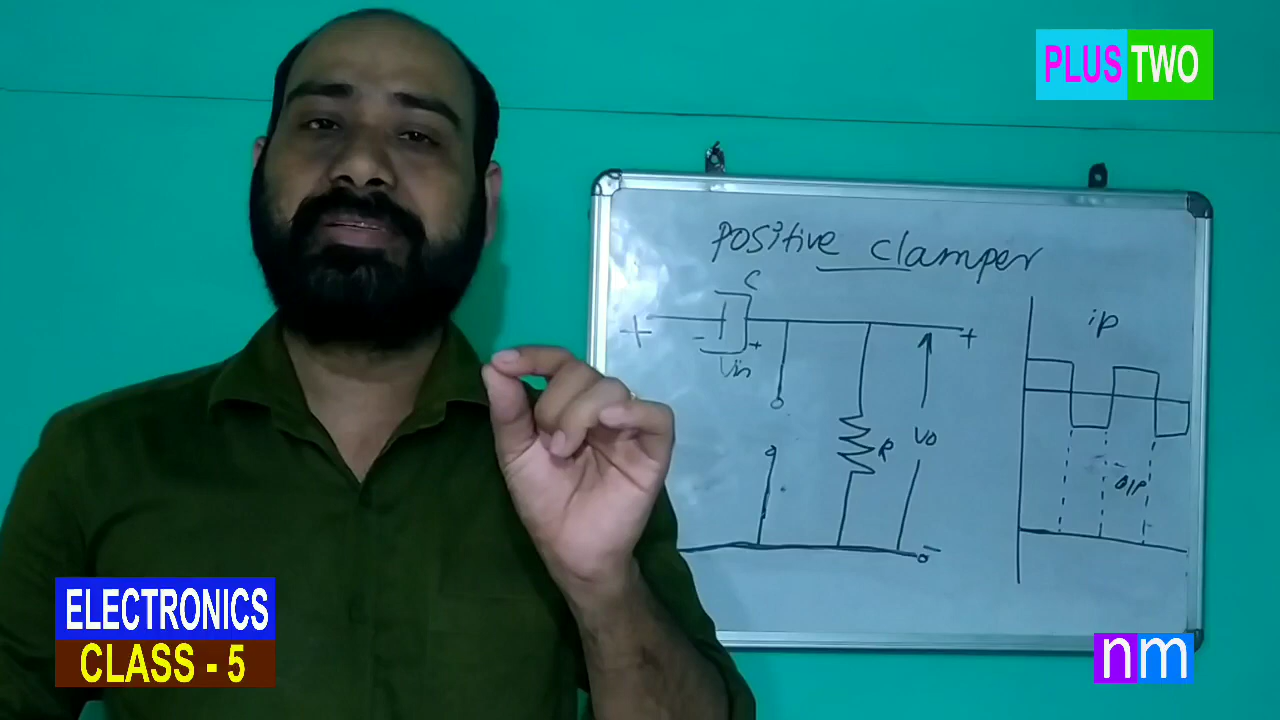 PLUS TWO
positive clamper
C
+
- +
Vin
+
R
Vo
-
ip
o/p
ELECTRONICS
CLASS - 5
nm